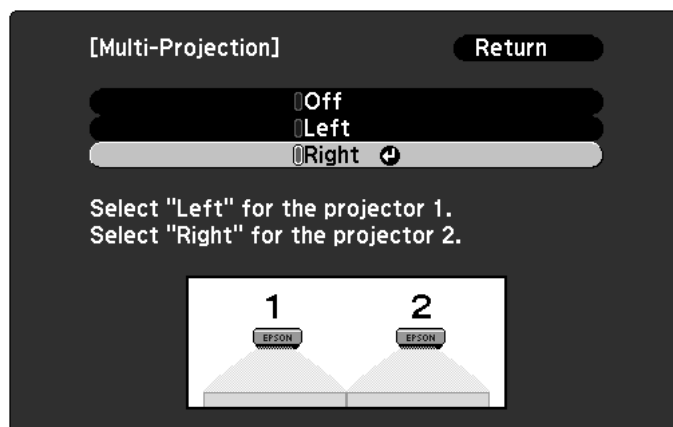 [Multi-Projection] Return
Off
Left
Right
Select "Left" for the projector 1.
Select "Right" for the projector 2.
1 2
EPSON EPSON